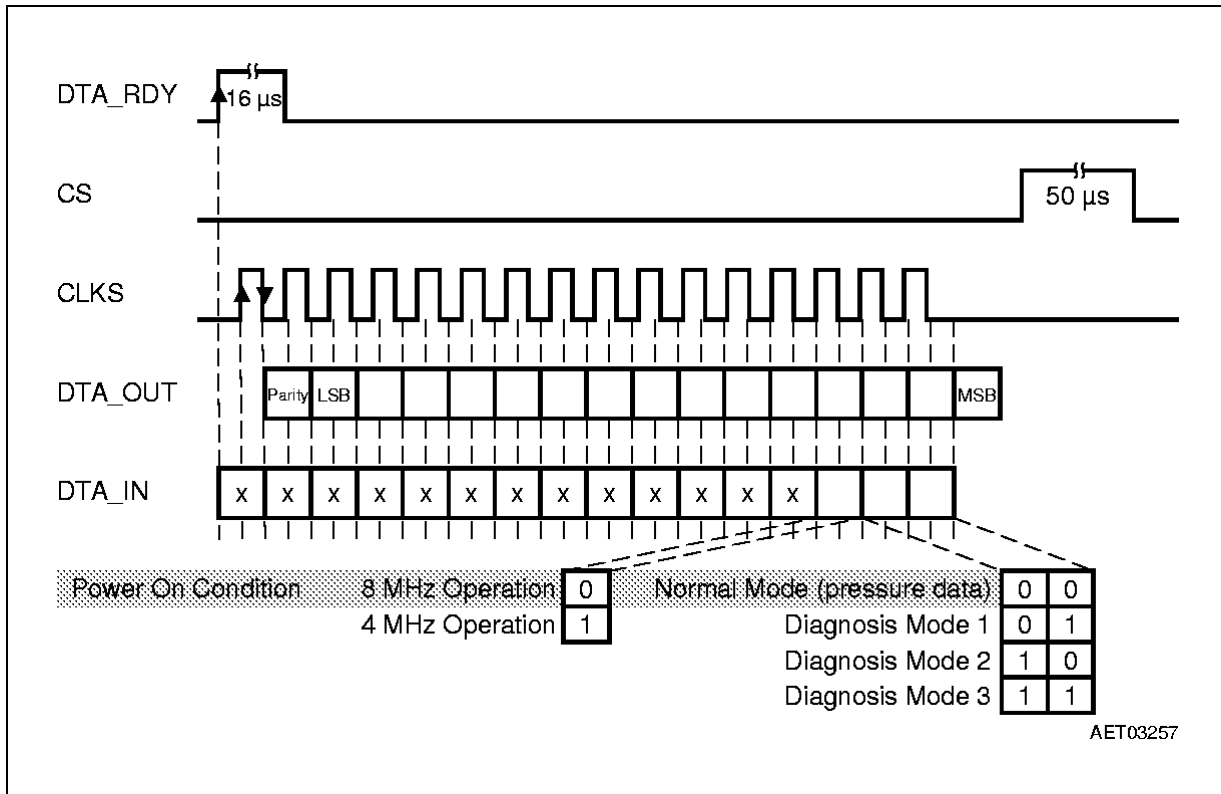 DTA_RDY
16 µs
CS
50 µs
CLKS
DTA_OUT
Parity LSB MSB
DTA_IN
x x x x x x x x x x x x x
Power On Condition 8 MHz Operation 0 Normal Mode (pressure data) 0 0
4 MHz Operation 1 Diagnosis Mode 1 0 1
Diagnosis Mode 2 1 0
Diagnosis Mode 3 1 1
AET03257